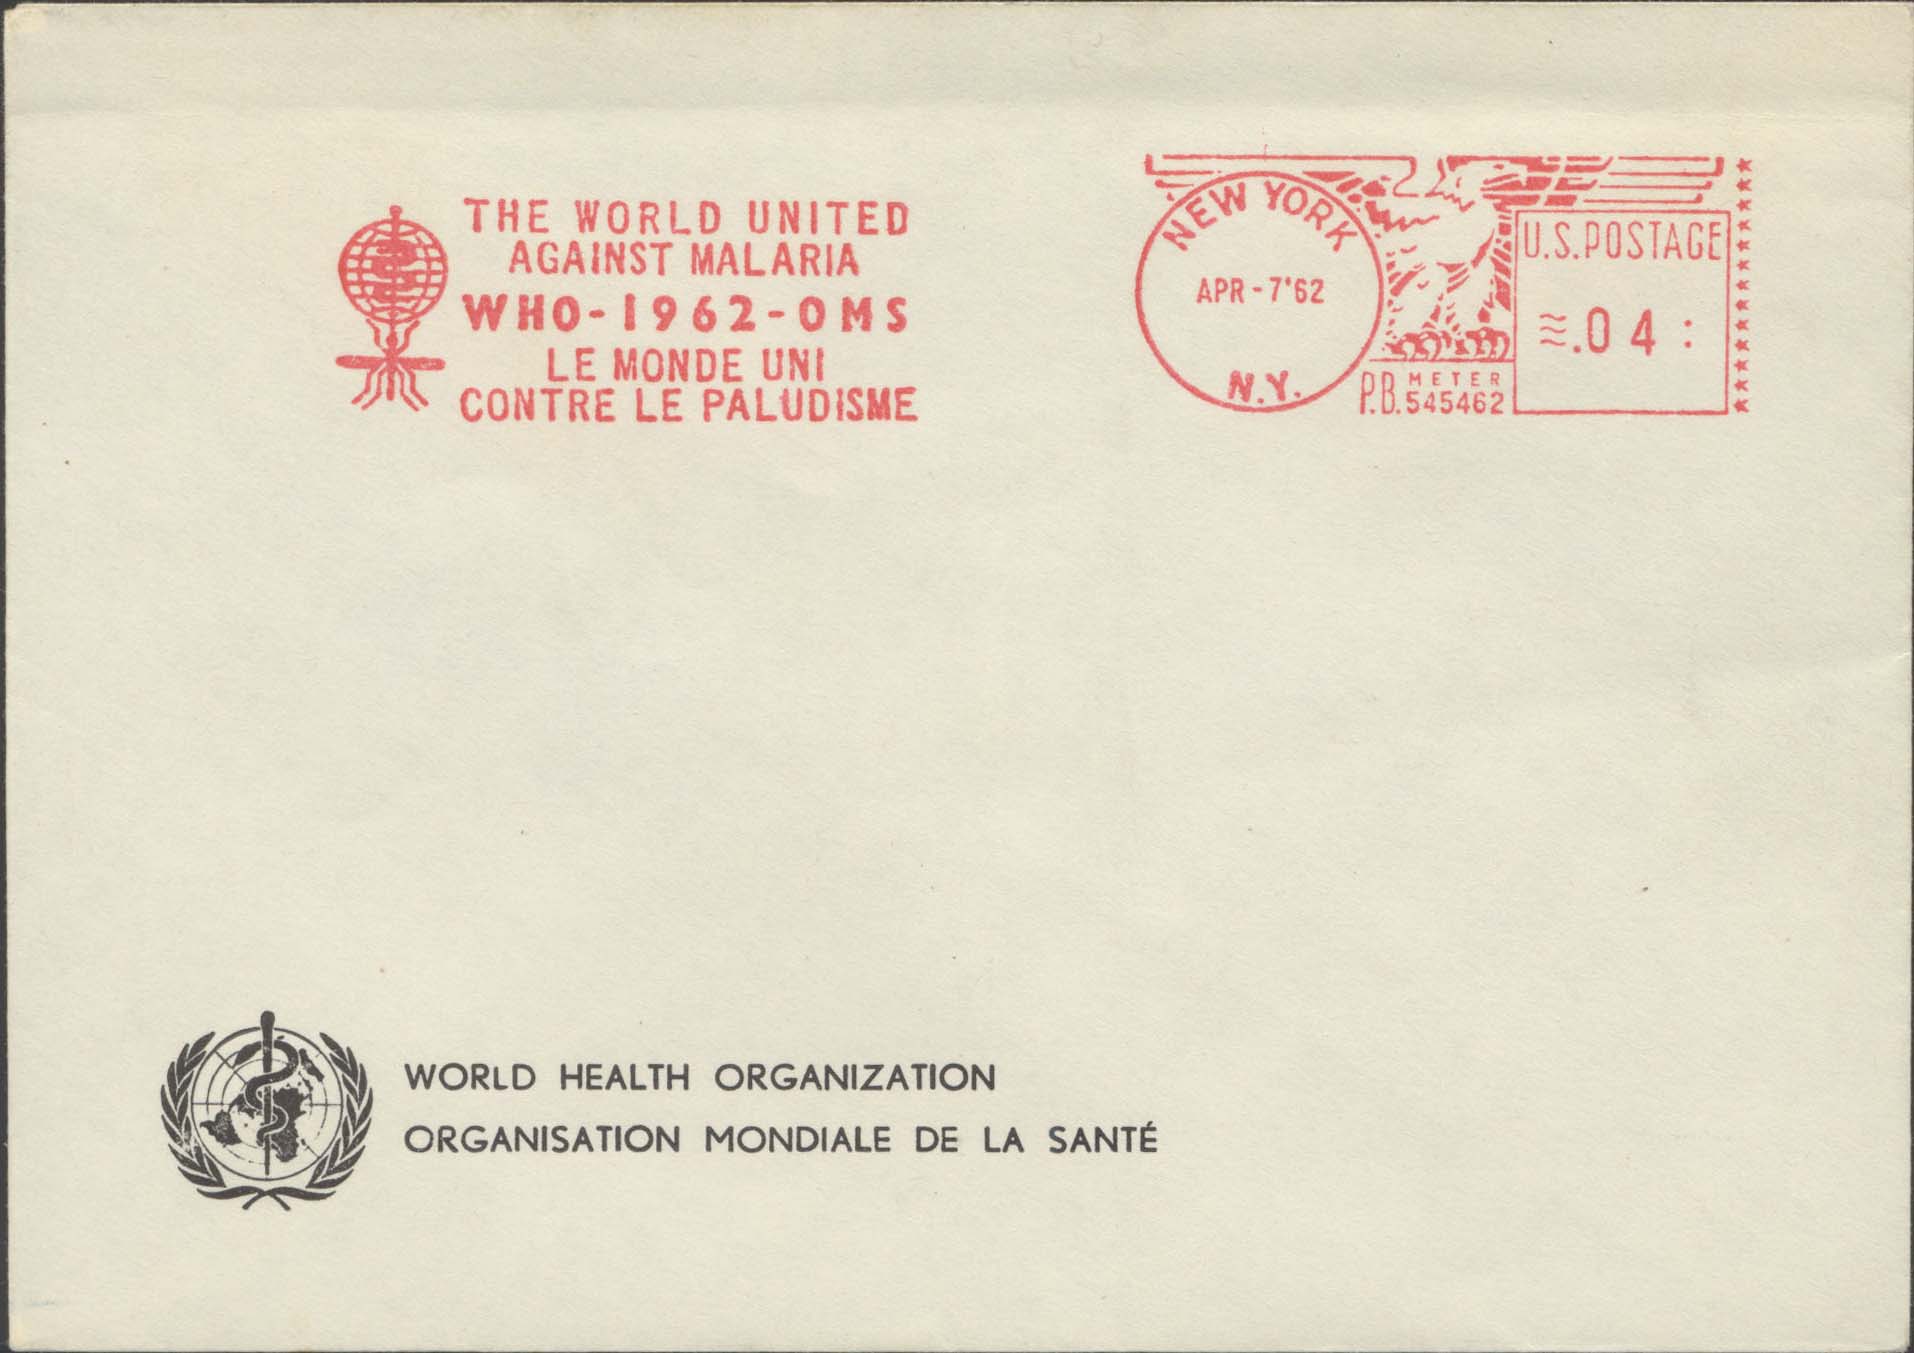 THE WORLD UNITED
AGAINST MALARIA
WHO-1962-OMS
LE MONDE UNI
CONTRE LE PALUDISME
NEW YORK
APR-7'62
N.Y.
P.B. METER
545462
U.S.POSTAGE
.04
WORLD HEALTH ORGANIZATION
ORGANISATION MONDIALE DE LA SANTÉ